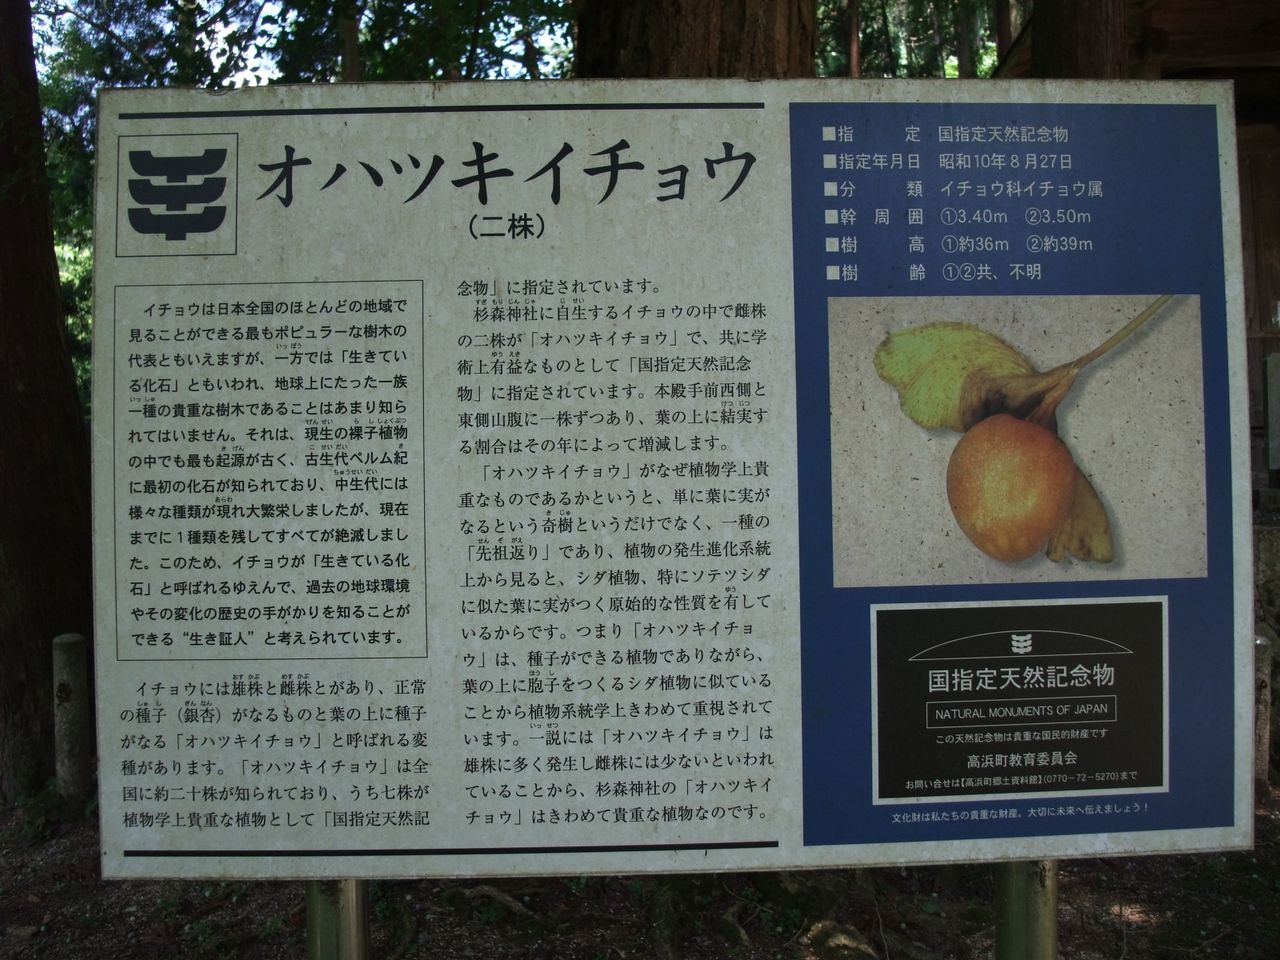 オハツキイチョウ
(二株)
イチョウは日本全国のほとんどの地域で
見ることができる最もポピュラーな樹木の
代表ともいえますが、一方では「生きてい
る化石」ともいわれ、地球上にたった一族
一種の貴重な樹木であることはあまり知ら
れてはいません。それは、現生の裸子植物
の中でも最も起源が古く、古生代ペルム紀
に最初の化石が知られており、中生代には
様々な種類が現れ大繁栄しましたが、現在
までに1種類を残してすべてが絶滅しまし
た。このため、イチョウが「生きている化
石」と呼ばれるゆえんで、過去の地球環境
やその変化の歴史の手がかりを知ることが
できる“生き証人”と考えられています。
イチョウには雄株と雌株とがあり、正常
の種子(銀杏)がなるものと葉の上に種子
がなる「オハツキイチョウ」と呼ばれる変
種があります。「オハツキイチョウ」は全
国に約二十株が知られており、うち七株が
植物学上貴重な植物として「国指定天然記
念物」に指定されています。
杉森神社に自生するイチョウの中で雌株
の二株が「オハツキイチョウ」で、共に学
術上有益なものとして「国指定天然記念
物」に指定されています。本殿手前西側と
東側山腹に一株ずつあり、葉の上に結実す
る割合はその年によって増減します。
「オハツキイチョウ」がなぜ植物学上貴
重なものであるかというと、単に葉に実が
なるという奇樹というだけでなく、一種の
「先祖返り」であり、植物の発生進化系統
上から見ると、シダ植物、特にソテツシダ
に似た葉に実がつく原始的な性質を有して
いるからです。つまり「オハツキイチョ
ウ」は、種子ができる植物でありながら、
葉の上に胞子をつくるシダ植物に似ている
ことから植物系統学上きわめて重視されて
います。一説には「オハツキイチョウ」は
雄株に多く発生し雌株には少ないといわれ
ていることから、杉森神社の「オハツキイ
チョウ」はきわめて貴重な植物なのです。
■指定 国指定天然記念物
■指定年月日 昭和10年8月27日
■分類 イチョウ科イチョウ属
■幹周囲 ①3.40m ②3.50m
■樹高 ①約36m ②約39m
■樹齢 ①②共、不明
国指定天然記念物
NATURAL MONUMENTS OF JAPAN
この天然記念物は貴重な国民的財産です
高浜町教育委員会
お問い合せは【高浜町郷土資料館】(0770-72-5270)まで
文化財は私たちの貴重な財産。大切に未来へ伝えましょう!